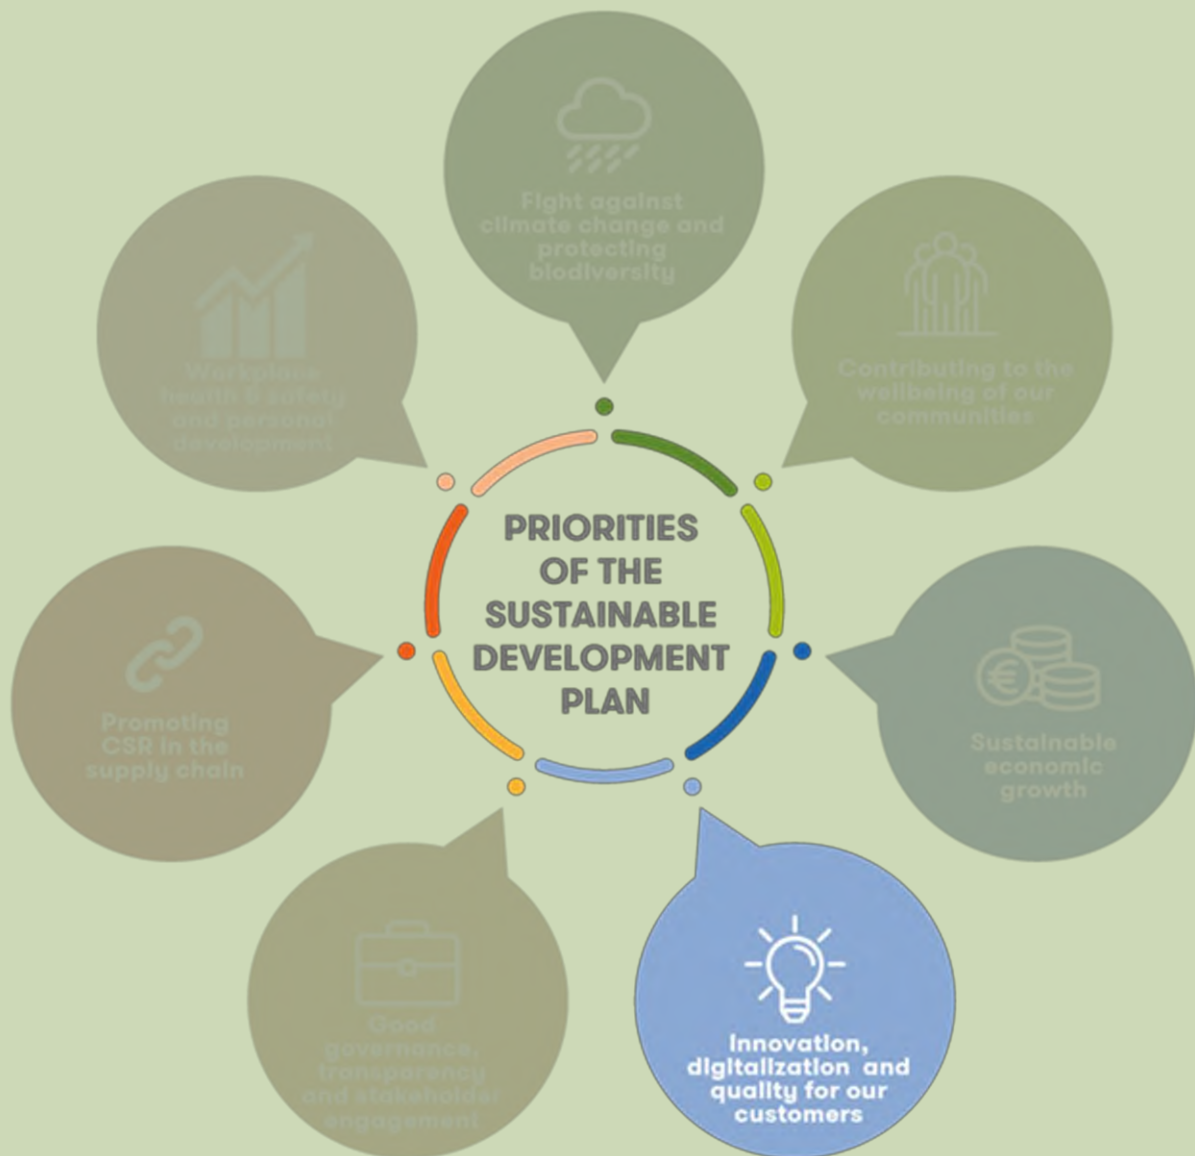 Fight against
climate change and
protecting
biodiversity
Contributing to the
wellbeing of our
communities
Sustainable
economic
growth
Innovation,
digitalization and
quality for our
customers
Good
governance,
transparency
and stakeholder
engagement
Promoting
CSR in the
supply chain
Workplace
health & safety
and personal
development
PRIORITIES
OF THE
SUSTAINABLE
DEVELOPMENT
PLAN